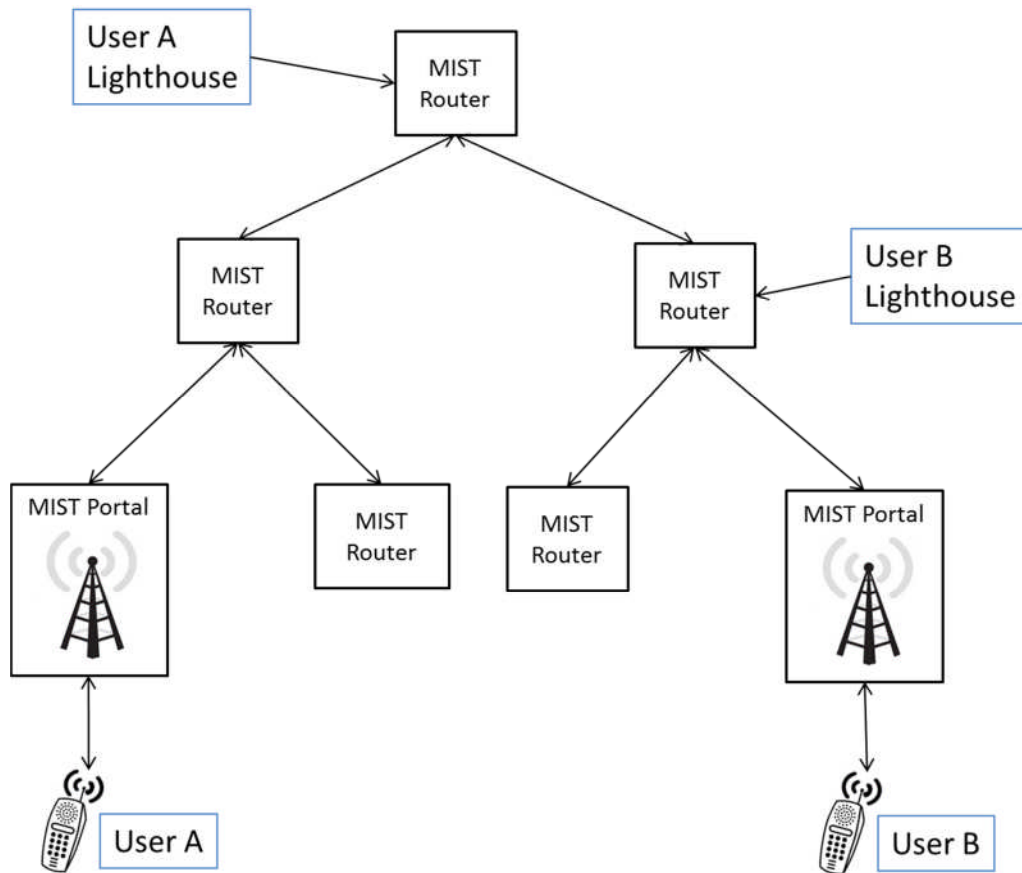 User A
Lighthouse
MIST
Router
MIST
Router
MIST
Router
User B
Lighthouse
MIST Portal
MIST
Router
MIST
Router
MIST Portal
User A
User B